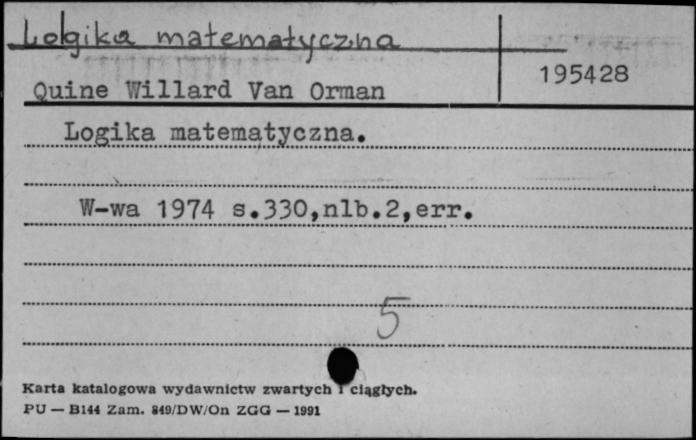 Logika matematyczna
195428
Quine Willard Van Orman
Logika matematyczna.
W-wa 1974 s.330,nlb.2,err.
5
Karta katalogowa wydawnictw zwartych i ciągłych.
PU — B144 Zam. 849/DW/On ZGG — 1991